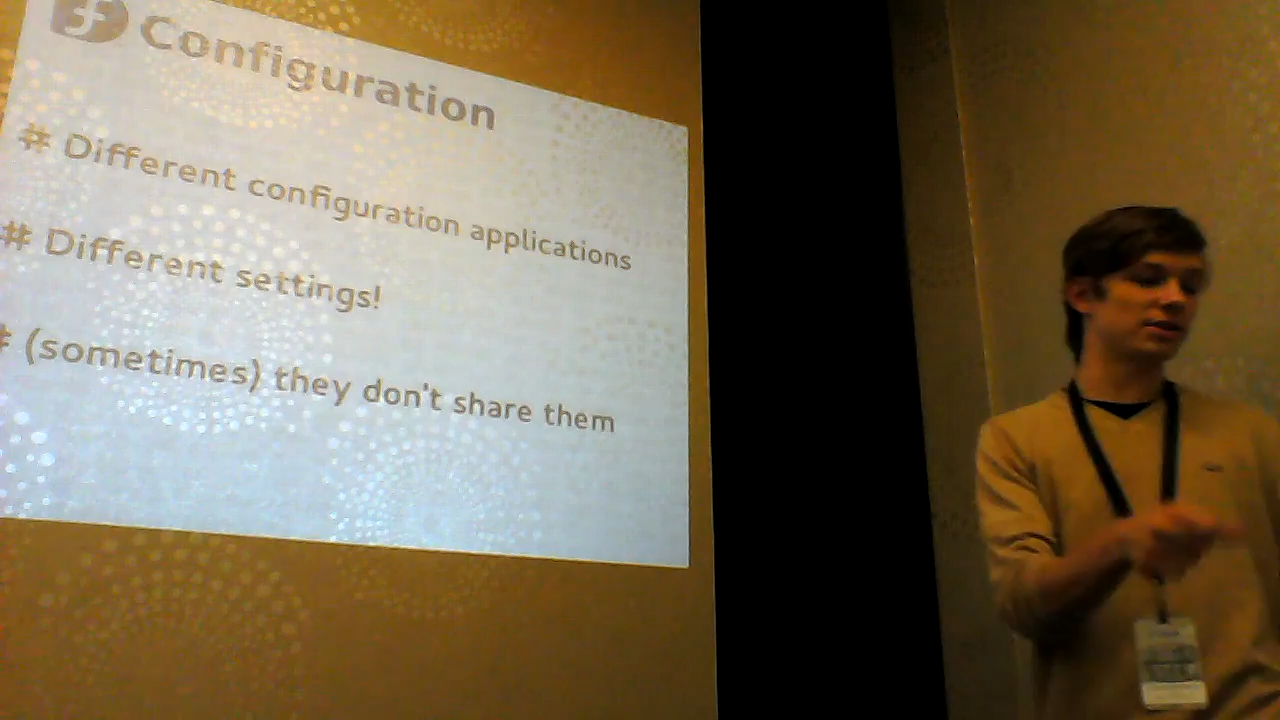 Configuration
# Different configuration applications
# Different settings!
# (sometimes) they don't share them